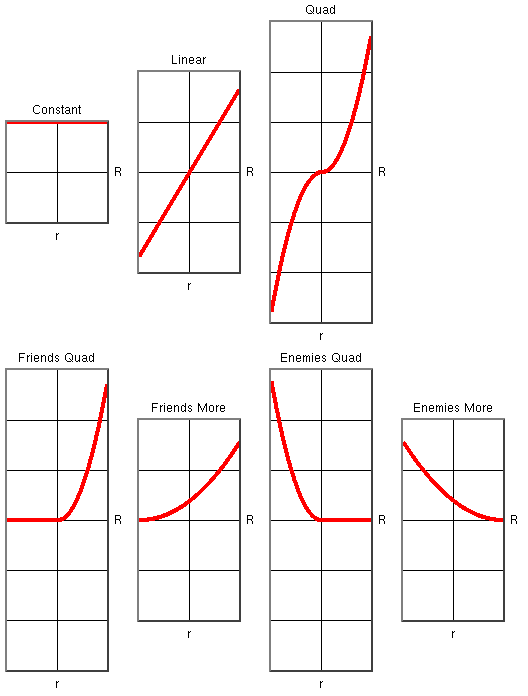 Quad
Linear
Constant
R
R
R
r
r
r
Friends Quad
Enemies Quad
Friends More
Enemies More
R
R
R
R
r
r
r
r